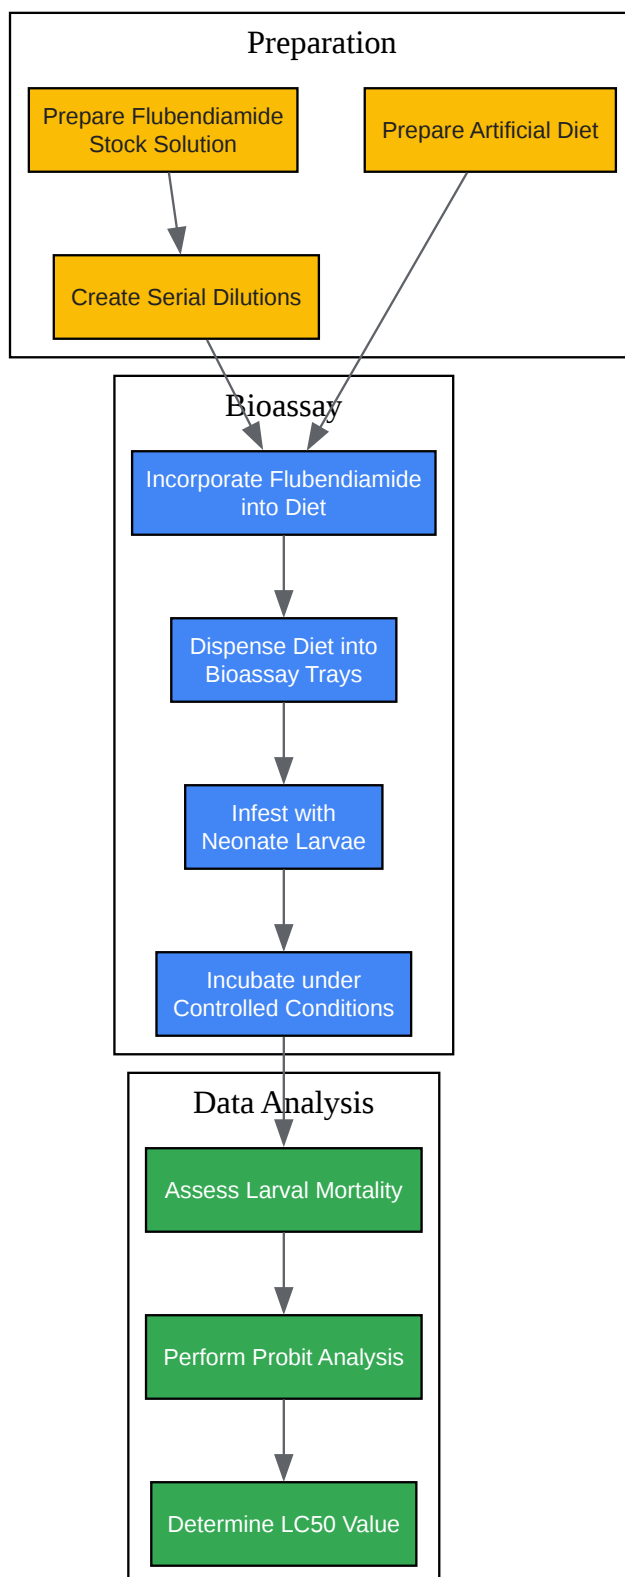 Preparation
Prepare Flubendiamide
Stock Solution
Prepare Artificial Diet
Create Serial Dilutions
Bioassay
Incorporate Flubendiamide
into Diet
Dispense Diet into
Bioassay Trays
Infest with
Neonate Larvae
Incubate under
Controlled Conditions
Data Analysis
Assess Larval Mortality
Perform Probit Analysis
Determine LC50 Value